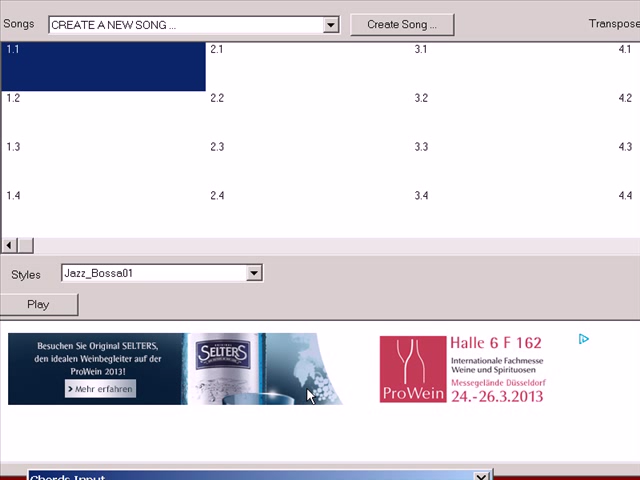 Songs CREATE A NEW SONG ... Create Song ... Transpose
1.1 2.1 3.1 4.1
1.2 2.2 3.2 4.2
1.3 2.3 3.3 4.3
1.4 2.4 3.4 4.4
Styles Jazz_Bossa01
Play
Besuchen Sie Original SELTERS,
den idealen Weinbegleiter auf der
ProWein 2013!
Mehr erfahren
SELTERS
ProWein
Halle 6 F 162
Internationale Fachmesse
Weine und Spirituosen
Messegelände Düsseldorf
24.-26.3.2013
Chords Input